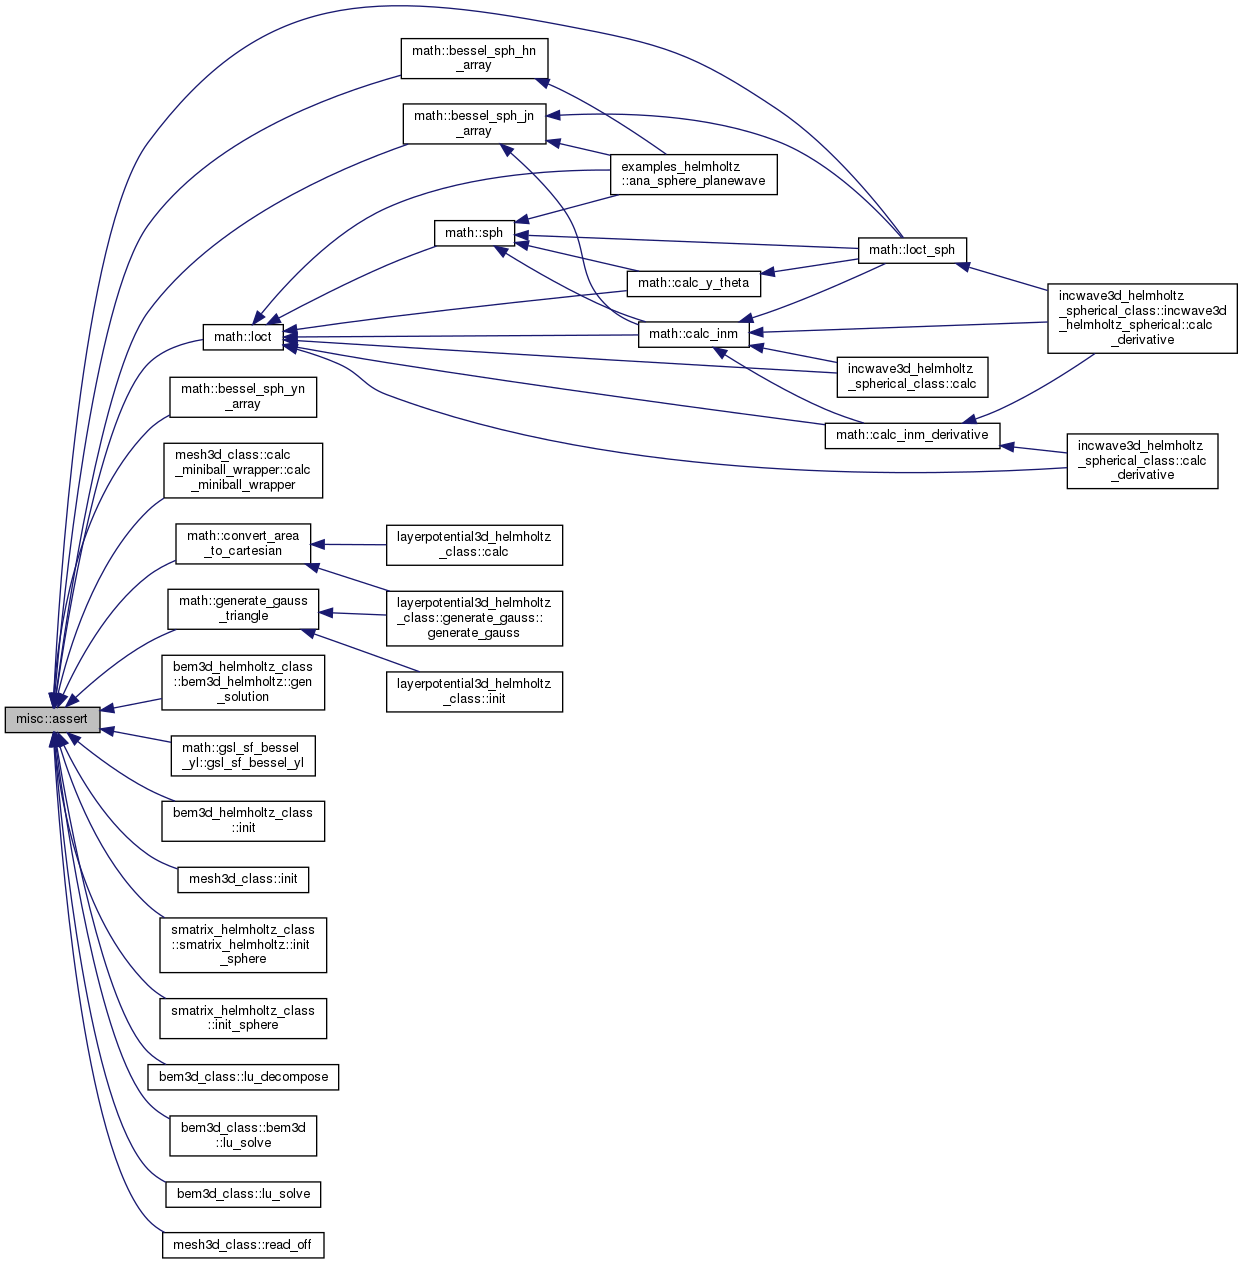 math::bessel_sph_hn
_array
math::bessel_sph_jn
_array
examples_helmholtz
::ana_sphere_planewave
math::sph
math::loct_sph
math::calc_y_theta
incwave3d_helmholtz
_spherical_class::incwave3d
_helmholtz_spherical::calc
_derivative
math::loct
math::calc_inm
incwave3d_helmholtz
_spherical_class::calc
math::bessel_sph_yn
_array
math::calc_inm_derivative
incwave3d_helmholtz
_spherical_class::calc
_derivative
mesh3d_class::calc
_miniball_wrapper::calc
_miniball_wrapper
math::convert_area
_to_cartesian
layerpotential3d_helmholtz
_class::calc
math::generate_gauss
_triangle
layerpotential3d_helmholtz
_class::generate_gauss::
generate_gauss
bem3d_helmholtz_class
::bem3d_helmholtz::gen
_solution
layerpotential3d_helmholtz
_class::init
misc::assert
math::gsl_sf_bessel
_yl::gsl_sf_bessel_yl
bem3d_helmholtz_class
::init
mesh3d_class::init
smatrix_helmholtz_class
::smatrix_helmholtz::init
_sphere
smatrix_helmholtz_class
::init_sphere
bem3d_class::lu_decompose
bem3d_class::bem3d
::lu_solve
bem3d_class::lu_solve
mesh3d_class::read_off